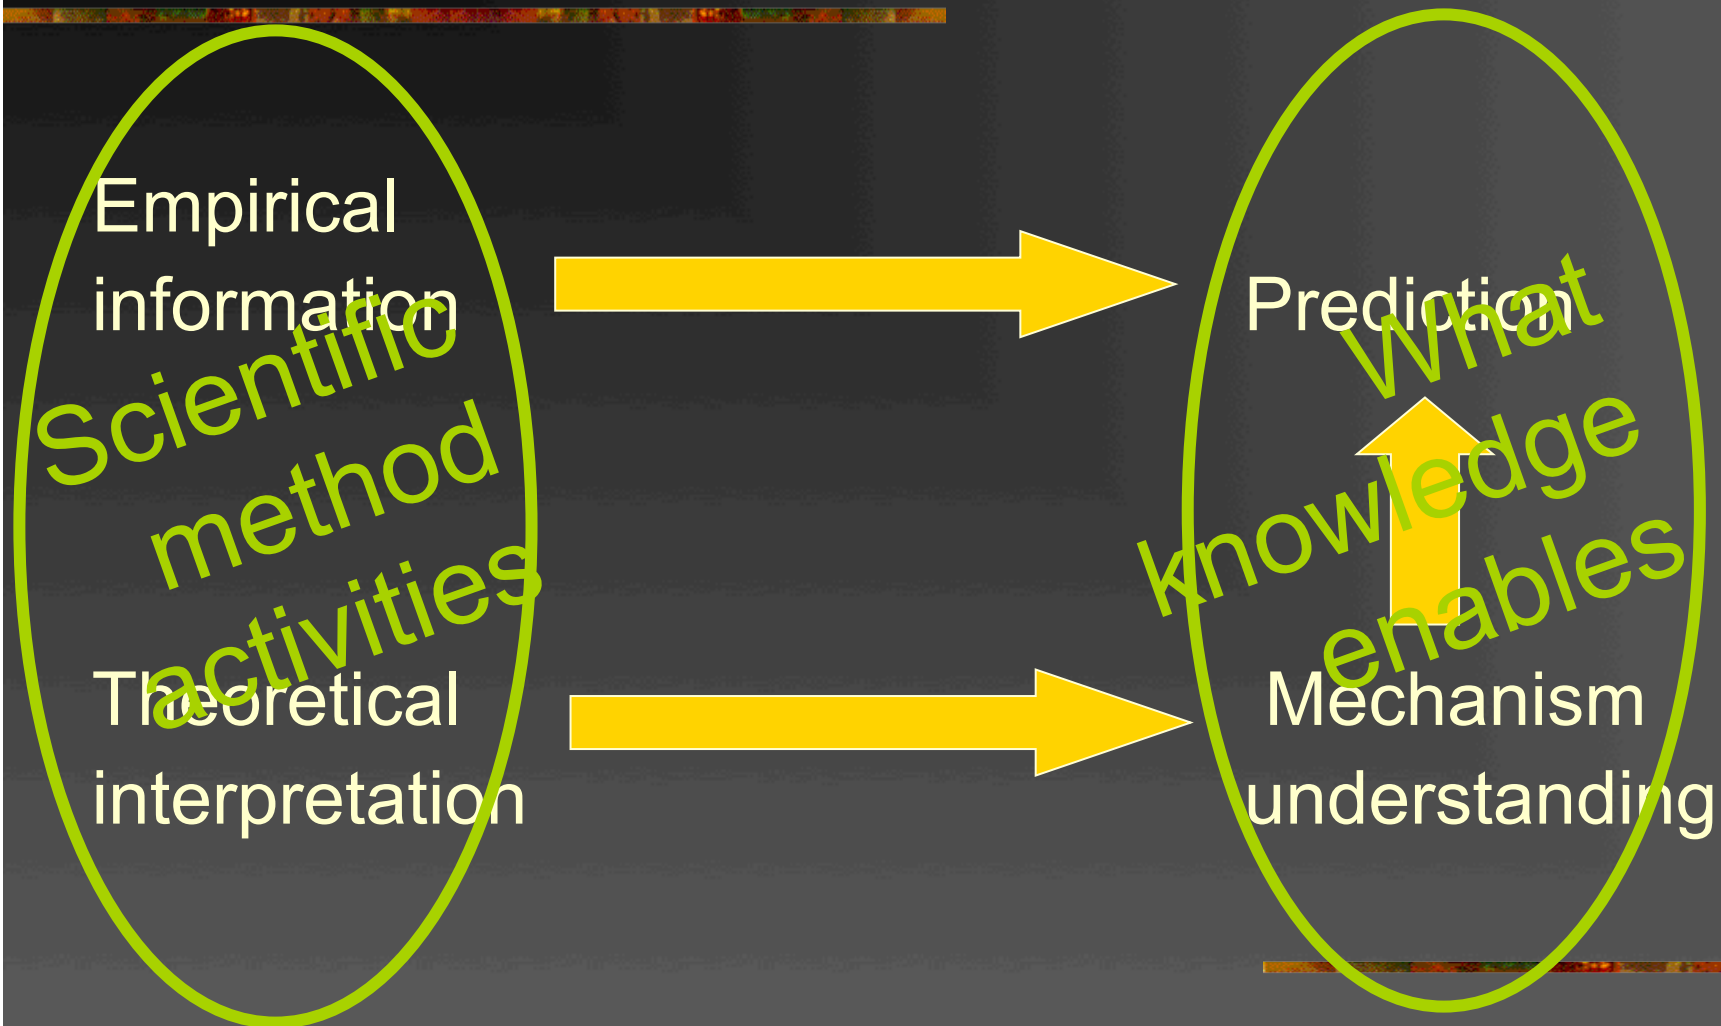 Empirical
information
Scientific
method
activities
Theoretical
interpretation
Prediction
What
knowledge
enables
Mechanism
understanding